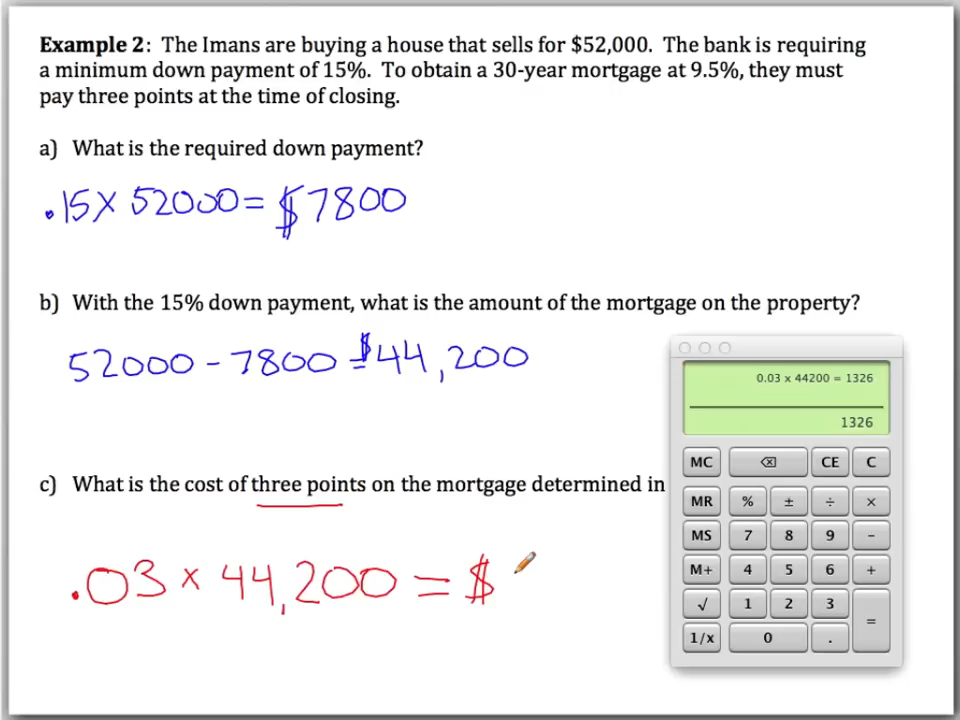 Example 2: The Imans are buying a house that sells for $52,000. The bank is requiring
a minimum down payment of 15%. To obtain a 30-year mortgage at 9.5%, they must
pay three points at the time of closing.
a) What is the required down payment?
.15 x 52000 = $7800
b) With the 15% down payment, what is the amount of the mortgage on the property?
52000 - 7800 = $44,200
c) What is the cost of three points on the mortgage determined in
.03 x 44,200 = $
0.03 x 44200 = 1326
1326
MC ⌫ CE C
MR % ± ÷ ×
MS 7 8 9 -
M+ 4 5 6 +
√ 1 2 3 =
1/x 0 .